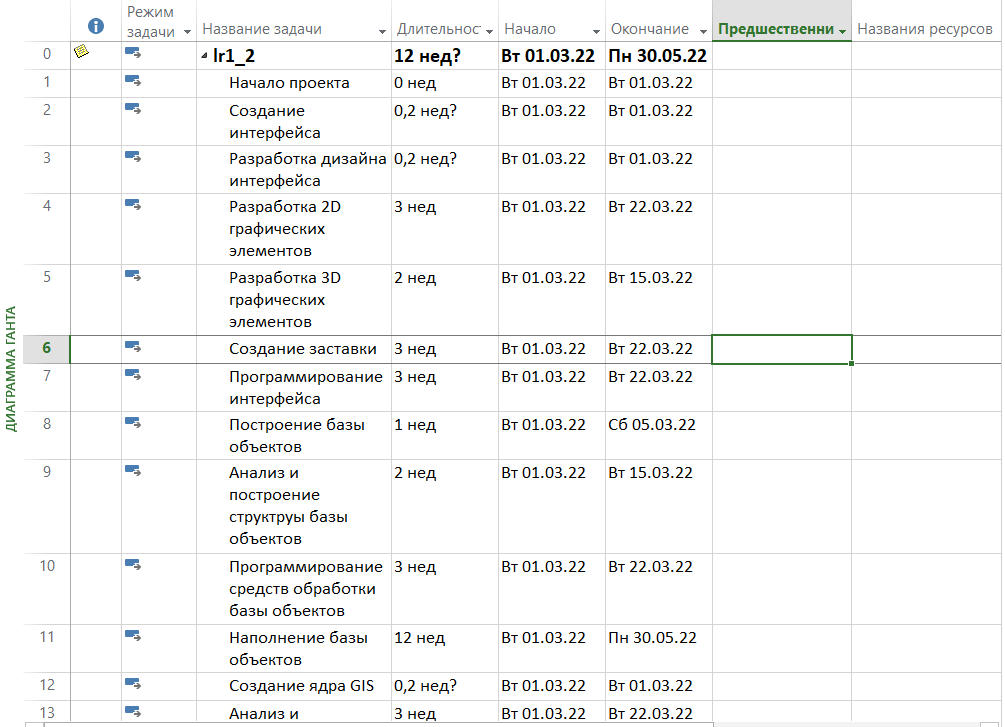 Режим задачи Название задачи Длительнос Начало Окончание Предшественни Названия ресурсов
0 lr1_2 12 нед? Вт 01.03.22 Пн 30.05.22
1 Начало проекта 0 нед Вт 01.03.22 Вт 01.03.22
2 Создание 0,2 нед? Вт 01.03.22 Вт 01.03.22
интерфейса
3 Разработка дизайна 0,2 нед? Вт 01.03.22 Вт 01.03.22
интерфейса
4 Разработка 2D 3 нед Вт 01.03.22 Вт 22.03.22
графических
элементов
5 Разработка 3D 2 нед Вт 01.03.22 Вт 15.03.22
графических
элементов
6 Создание заставки 3 нед Вт 01.03.22 Вт 22.03.22
7 Программирование 3 нед Вт 01.03.22 Вт 22.03.22
интерфейса
8 Построение базы 1 нед Вт 01.03.22 Сб 05.03.22
объектов
9 Анализ и 2 нед Вт 01.03.22 Вт 15.03.22
построение
структруы базы
объектов
10 Программирование 3 нед Вт 01.03.22 Вт 22.03.22
средств обработки
базы объектов
11 Наполнение базы 12 нед Вт 01.03.22 Пн 30.05.22
объектов
12 Создание ядра GIS 0,2 нед? Вт 01.03.22 Вт 01.03.22
13 Анализ и 3 нед Вт 01.03.22 Вт 22.03.22
ДИАГРАММА ГАНТА